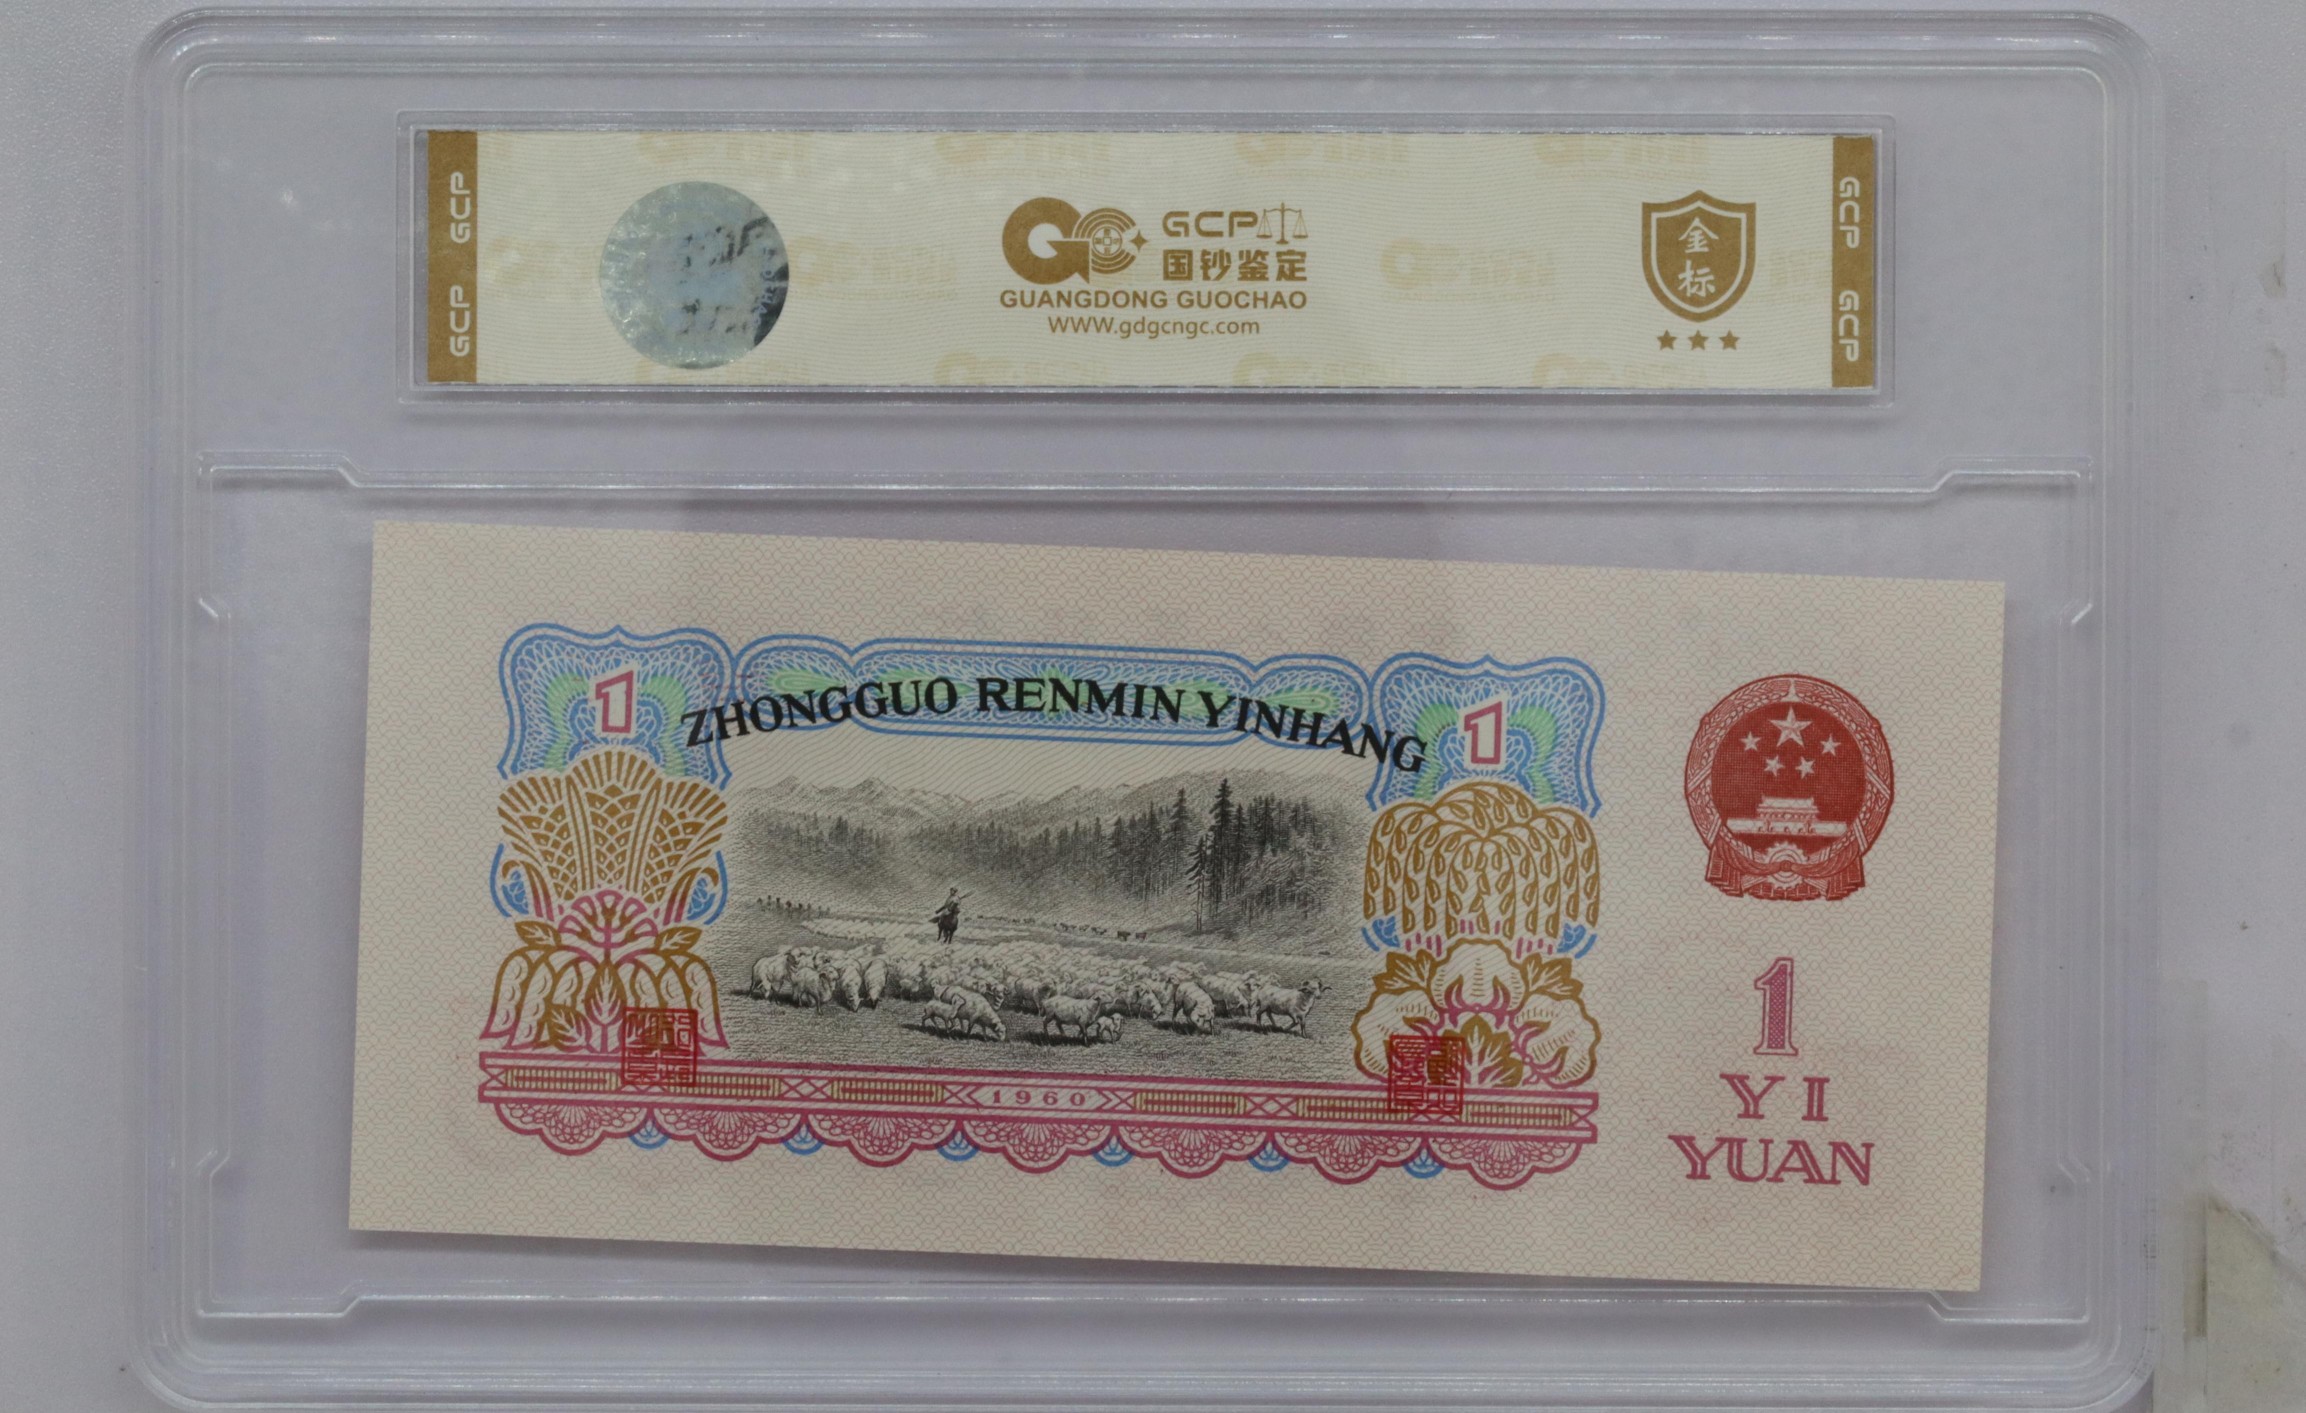 GCP GCP
GCP
国钞鉴定
GUANGDONG GUOCHAO
WWW.gdgcngc.com
金标
GCP GCP
ZHONGGUO RENMIN YINHANG
1
1
1960
1
YI
YUAN